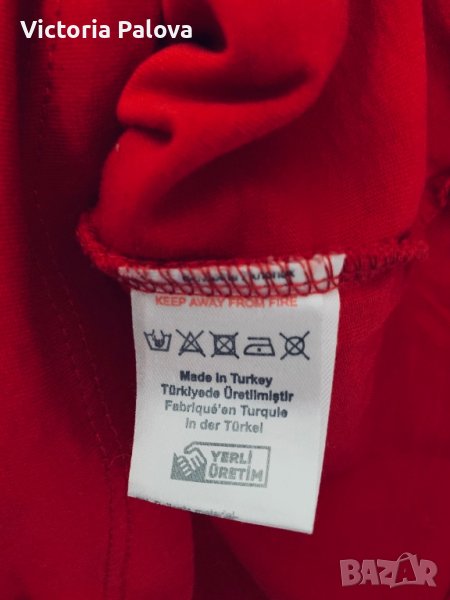 Victoria Palova
KEEP AWAY FROM FIRE
Made in Turkey
Türkiyede Üretilmiştir
Fabriqué'en Turquie
in der Türkei
YERLİ
ÜRETİM
BAZAR